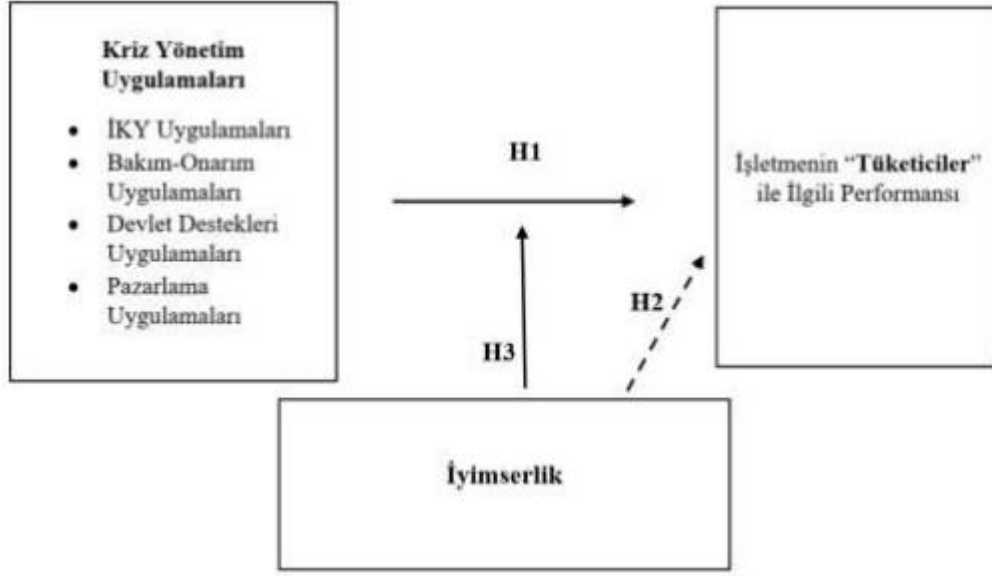 Kriz Yönetim
Uygulamaları
• İKY Uygulamaları
• Bakım-Onarım
Uygulamaları
• Devlet Destekleri
Uygulamaları
• Pazarlama
Uygulamaları
H1
İşletmenin “Tüketiciler”
ile İlgili Performansı
H2
H3
İyimserlik